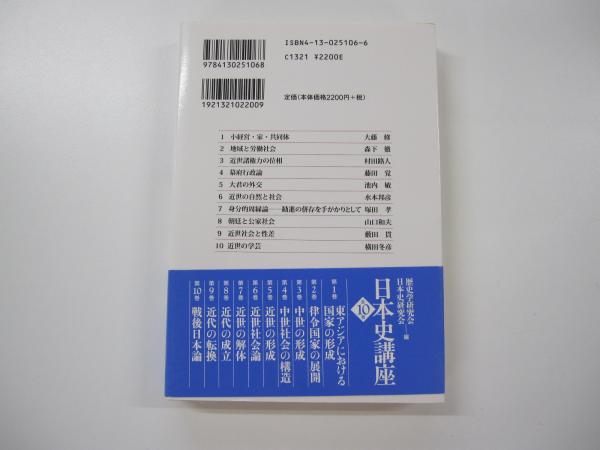 ISBN4-13-025106-6
C1321 ¥2200E
9784130251068
定価(本体価格2200円+税)
1921321022009
1 小経営・家・共同体 大藤 修
2 地域と労働社会 森下 徹
3 近世諸権力の位相 村田路人
4 幕府行政論 藤田 覚
5 大君の外交 池内 敏
6 近世の自然と社会 水本邦彦
7 身分的周縁論——勧進の併存を手がかりとして 塚田 孝
8 朝廷と公家社会 山口和夫
9 近世社会と性差 藪田 貫
10 近世の学芸 横田冬彦
歴史学研究会
日本史研究会 編
日本史講座
全10巻
第1巻 東アジアにおける国家の形成
第2巻 律令国家の展開
第3巻 中世の形成
第4巻 中世社会の構造
第5巻 近世の形成
第6巻 近世社会論
第7巻 近世の解体
第8巻 近代の成立
第9巻 近代の転換
第10巻 戦後日本論